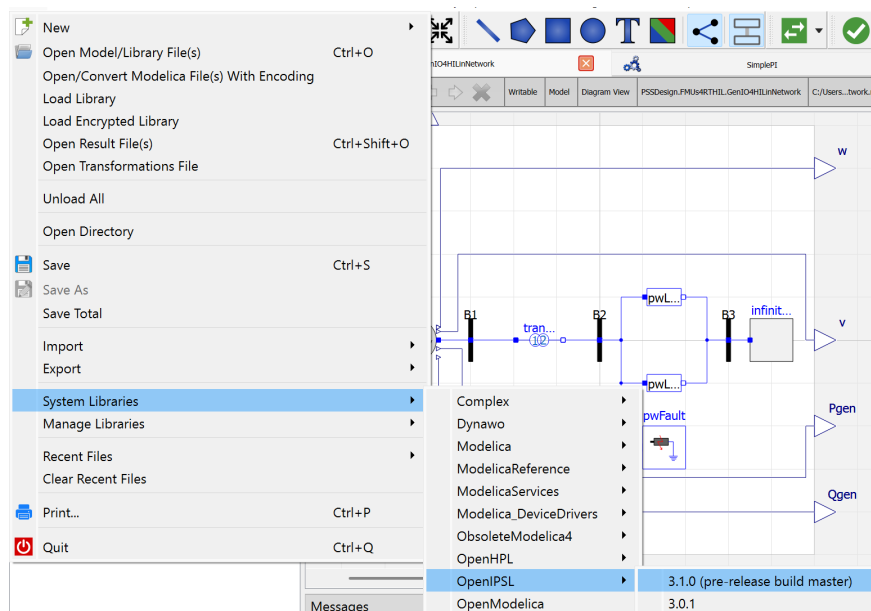 New
Open Model/Library File(s) Ctrl+O
Open/Convert Modelica File(s) With Encoding
Load Library
Load Encrypted Library
Open Result File(s) Ctrl+Shift+O
Open Transformations File
Unload All
Open Directory
Save Ctrl+S
Save As
Save Total
Import
Export
System Libraries
Manage Libraries
Recent Files
Clear Recent Files
Print... Ctrl+P
Quit Ctrl+Q
Complex
Dynawo
Modelica
ModelicaReference
ModelicaServices
Modelica_DeviceDrivers
ObsoleteModelica4
OpenHPL
OpenIPSL
OpenModelica
3.1.0 (pre-release build master)
3.0.1
T
nIO4HILinNetwork
SimplePI
Writable Model Diagram View PSSDesign.FMUs4RTHIL.GenIO4HILinNetwork C:/Users...twork.
w
pwL...
B1 tran... B2 B3 infinit...
12
v
pwL...
pwFault
Pgen
Qgen
Messages